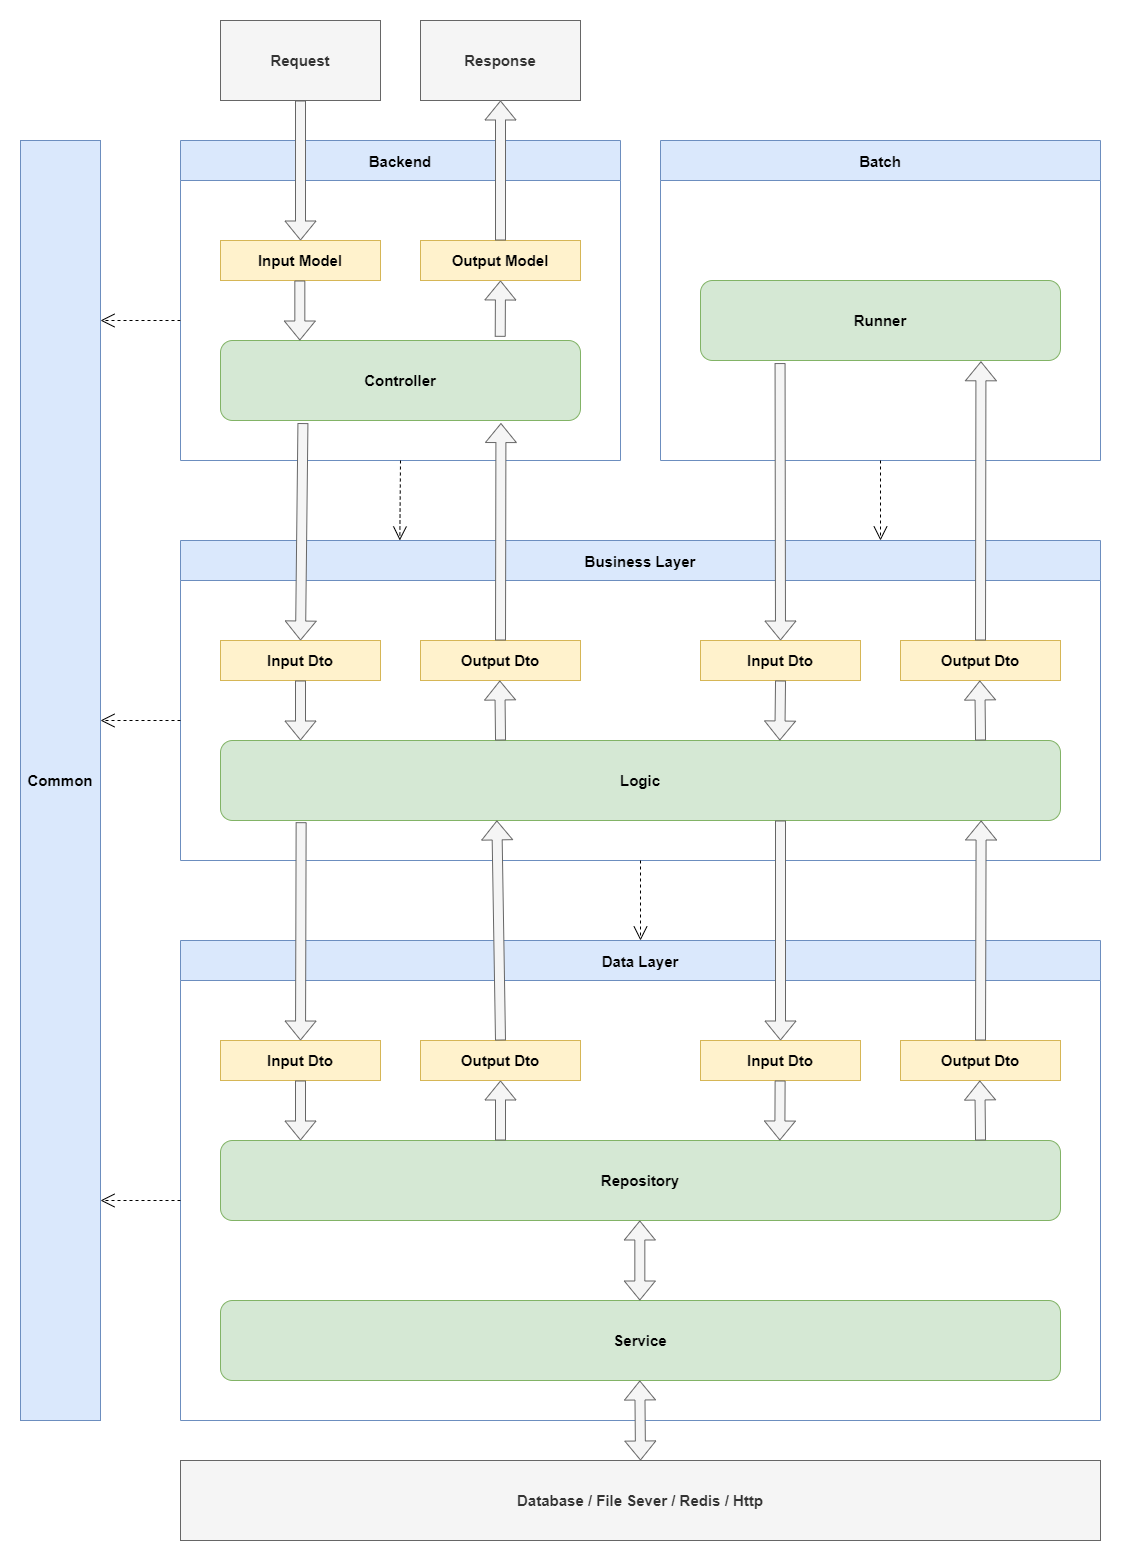 Request
Response
Backend
Batch
Input Model
Output Model
Runner
Controller
Business Layer
Input Dto
Output Dto
Input Dto
Output Dto
Logic
Common
Data Layer
Input Dto
Output Dto
Input Dto
Output Dto
Repository
Service
Database / File Sever / Redis / Http